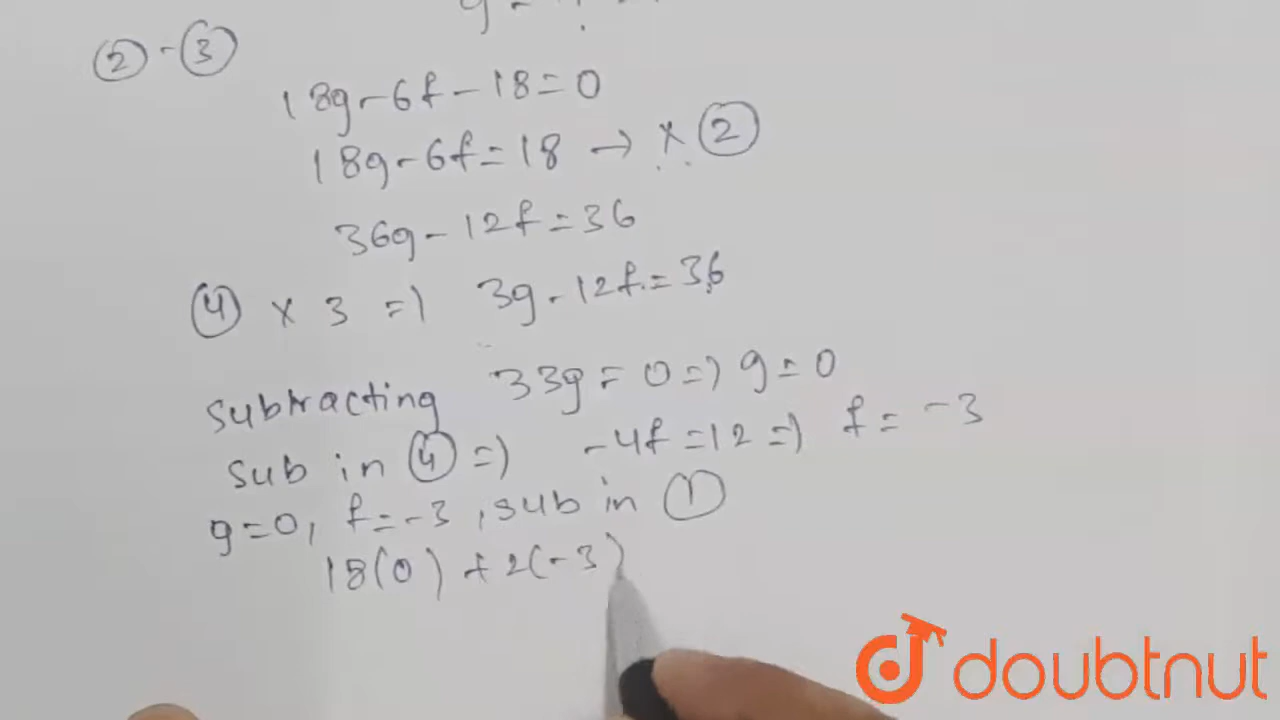 ② - ③
18g - 6f - 18 = 0
18g - 6f = 18 → × ②
36g - 12f = 36
④ × 3 =) 3g - 12f = 36
subtracting 33g = 0 =) g = 0
sub in ④ =) -4f = 12 =) f = -3
g = 0, f = -3, sub in ①
18(0) + 2(-3)
doubtnut